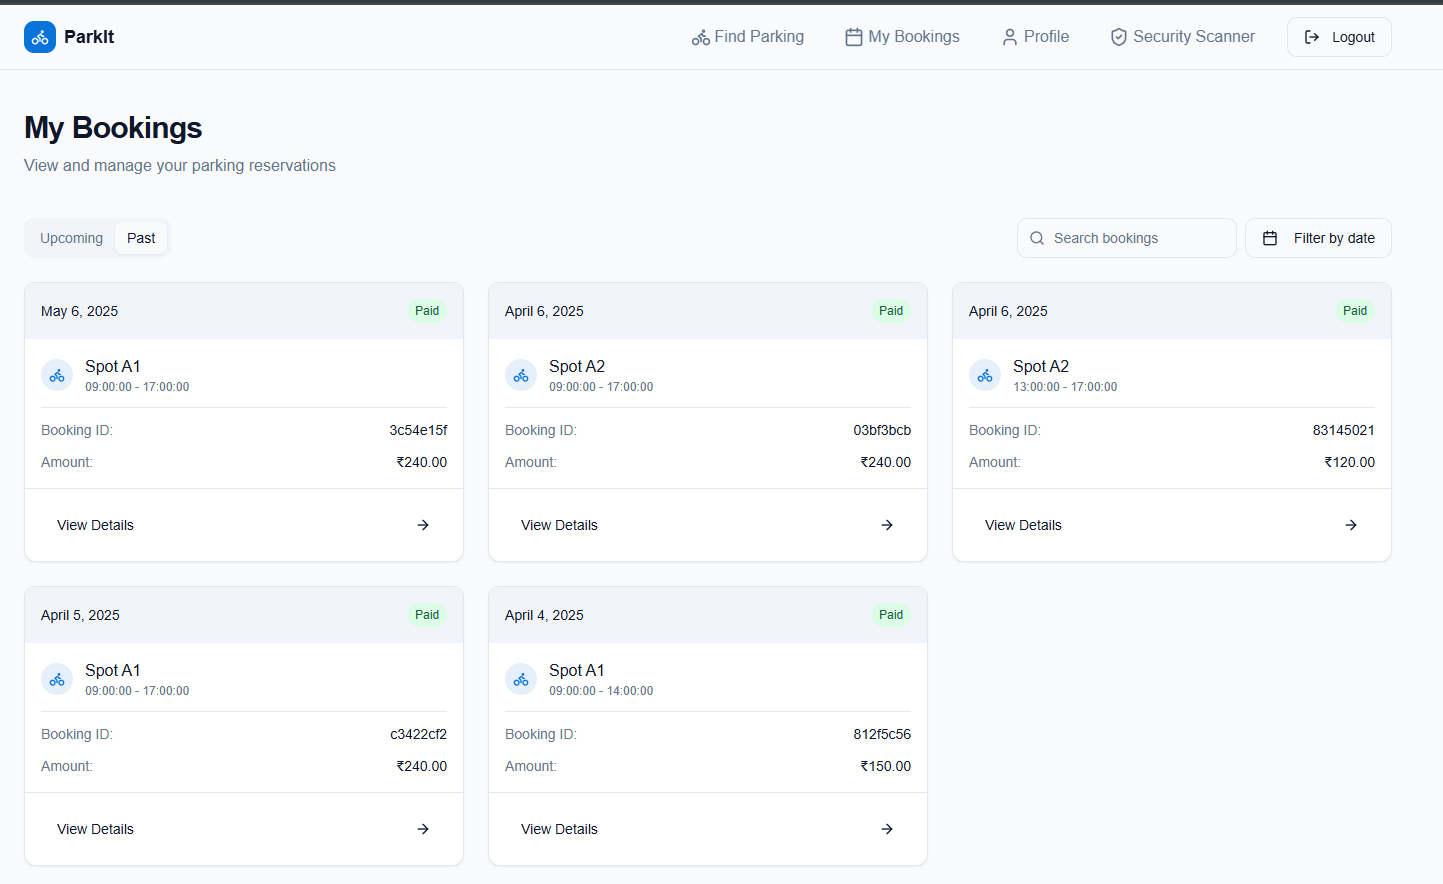 ParkIt
Find Parking
My Bookings
Profile
Security Scanner
Logout
My Bookings
View and manage your parking reservations
Upcoming
Past
Search bookings
Filter by date
May 6, 2025
Paid
Spot A1
09:00:00 - 17:00:00
Booking ID:
3c54e15f
Amount:
₹240.00
View Details
April 6, 2025
Paid
Spot A2
09:00:00 - 17:00:00
Booking ID:
03bf3bcb
Amount:
₹240.00
View Details
April 6, 2025
Paid
Spot A2
13:00:00 - 17:00:00
Booking ID:
83145021
Amount:
₹120.00
View Details
April 5, 2025
Paid
Spot A1
09:00:00 - 17:00:00
Booking ID:
c3422cf2
Amount:
₹240.00
View Details
April 4, 2025
Paid
Spot A1
09:00:00 - 14:00:00
Booking ID:
812f5c56
Amount:
₹150.00
View Details